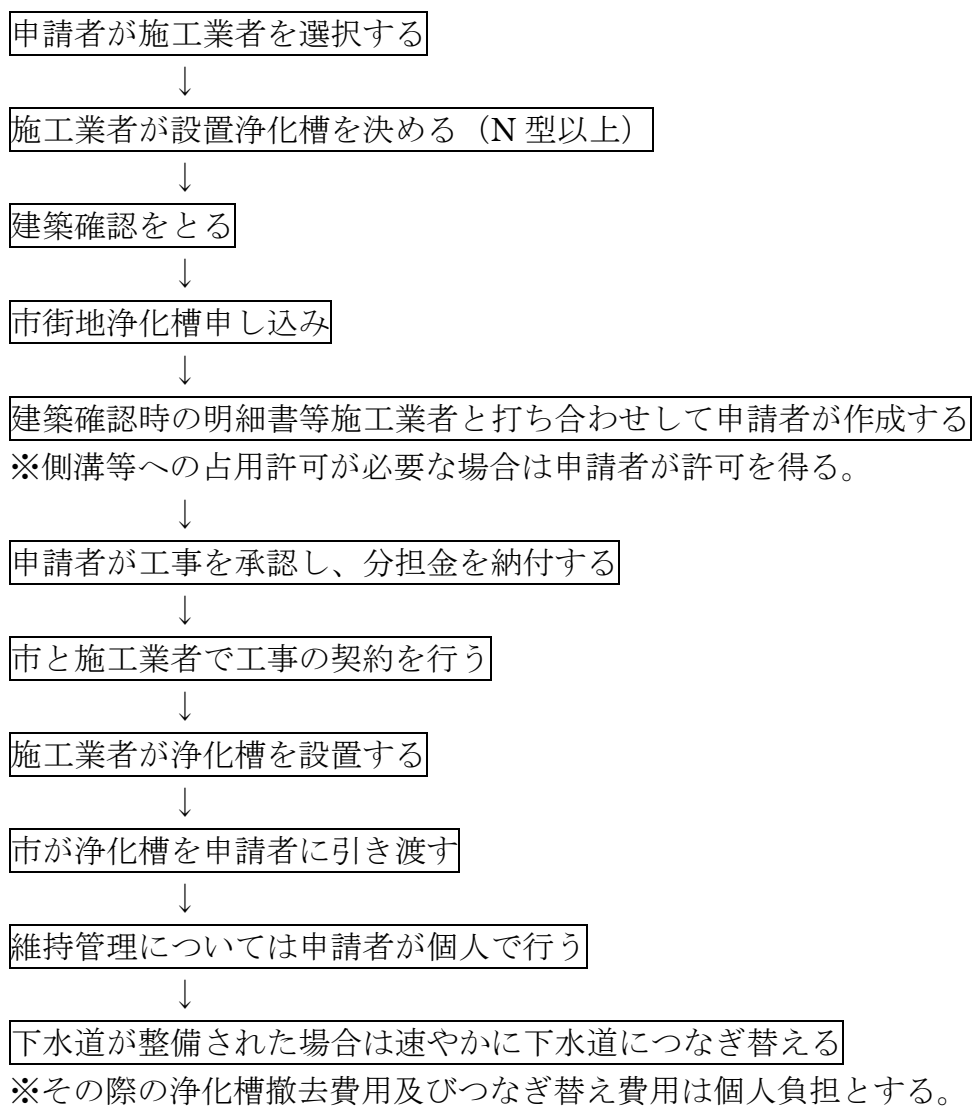 申請者が施工業者を選択する
↓
施工業者が設置浄化槽を決める（N 型以上）
↓
建築確認をとる
↓
市街地浄化槽申し込み
↓
建築確認時の明細書等施工業者と打ち合わせして申請者が作成する
※側溝等への占用許可が必要な場合は申請者が許可を得る。
↓
申請者が工事を承認し、分担金を納付する
↓
市と施工業者で工事の契約を行う
↓
施工業者が浄化槽を設置する
↓
市が浄化槽を申請者に引き渡す
↓
維持管理については申請者が個人で行う
↓
下水道が整備された場合は速やかに下水道につなぎ替える
※その際の浄化槽撤去費用及びつなぎ替え費用は個人負担とする。